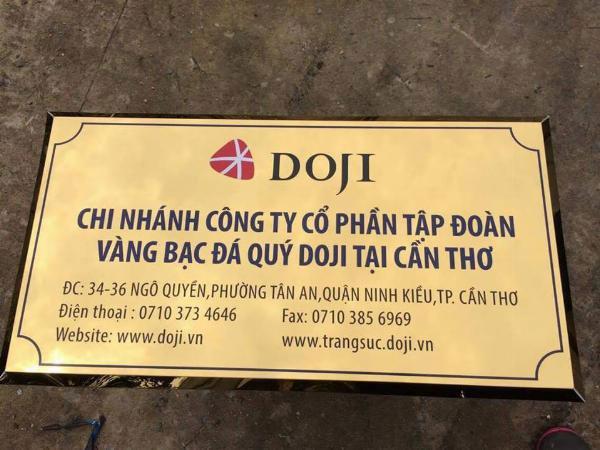 DOJI
CHI NHÁNH CÔNG TY CỔ PHẦN TẬP ĐOÀN
VÀNG BẠC ĐÁ QUÝ DOJI TẠI CẦN THƠ
ĐC: 34-36 NGÔ QUYỀN,PHƯỜNG TÂN AN,QUẬN NINH KIỀU,TP. CẦN THƠ
Điện thoại : 0710 373 4646 Fax: 0710 385 6969
Website: www.doji.vn www.trangsuc.doji.vn